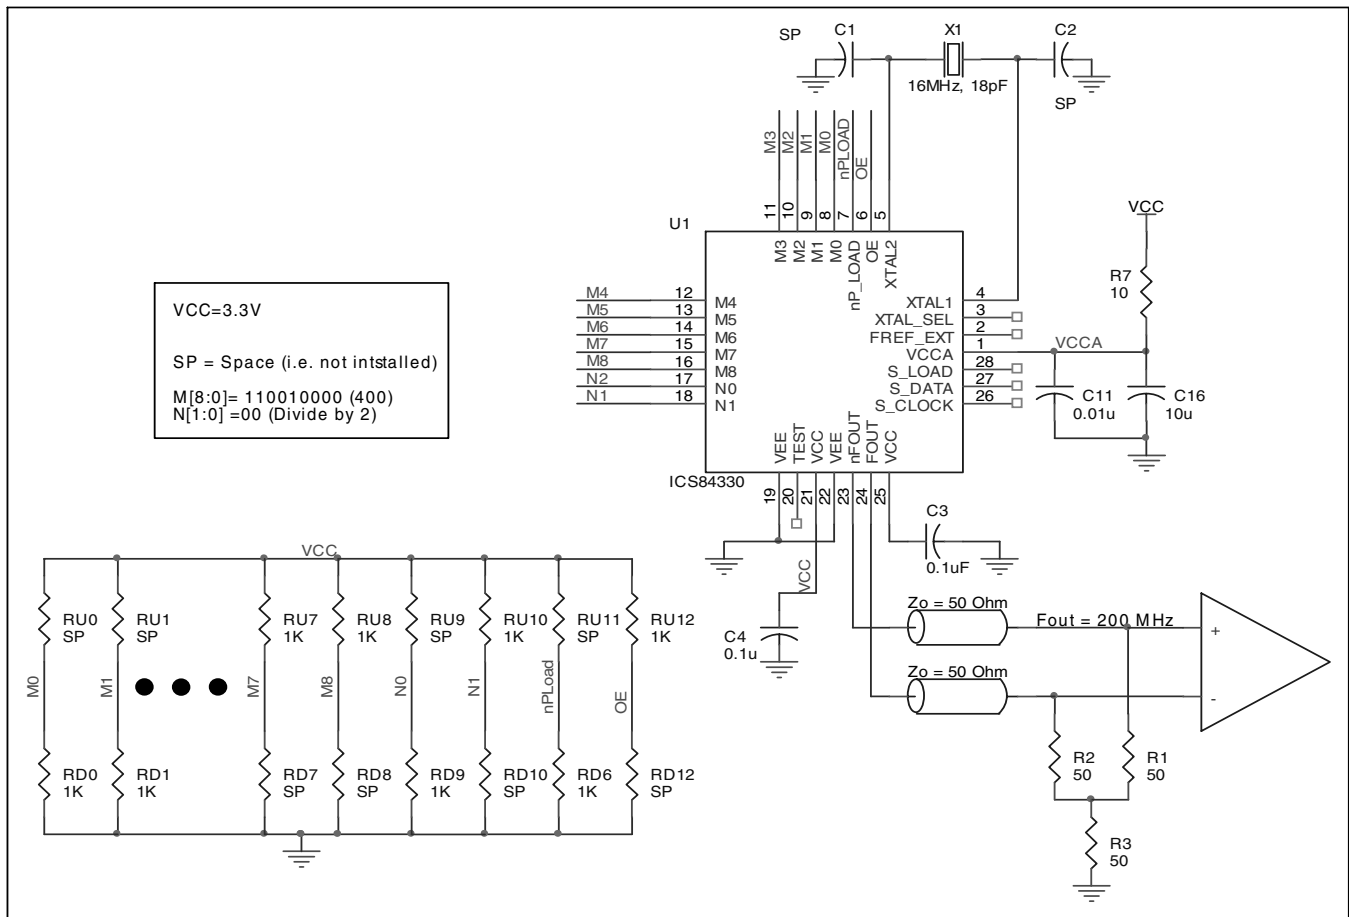 SP
C1
X1
C2
16MHz, 18pF
SP
M3
M2
M1
M0
nPLOAD
OE
11
10
9
8
7
6
5
U1
M3
M2
M1
M0
nP_LOAD
OE
XTAL2
VCC
R7
10
M4 12 M4
M5 13 M5
M6 14 M6
M7 15 M7
M8 16 M8
N2 17 N0
N1 18 N1
XTAL1 4
XTAL_SEL 3
FREF_EXT 2
VCCA 1 VCCA
S_LOAD 28
S_DATA 27
S_CLOCK 26
C11
0.01u
C16
10u
VEE
TEST
VCC
VEE
nFOUT
FOUT
VCC
ICS84330
19
20
21
22
23
24
25
VCC=3.3V
SP = Space (i.e. not intstalled)
M[8:0]= 110010000 (400)
N[1:0] =00 (Divide by 2)
C3
0.1uF
VCC
C4
0.1u
Zo = 50 Ohm
Fout = 200 MHz
Zo = 50 Ohm
+
-
R2
50
R1
50
R3
50
VCC
RU0
SP
RU1
SP
RU7
1K
RU8
1K
RU9
SP
RU10
1K
RU11
SP
RU12
1K
M0
M1
M7
M8
N0
N1
nPLoad
OE
RD0
1K
RD1
1K
RD7
SP
RD8
SP
RD9
1K
RD10
SP
RD6
1K
RD12
SP